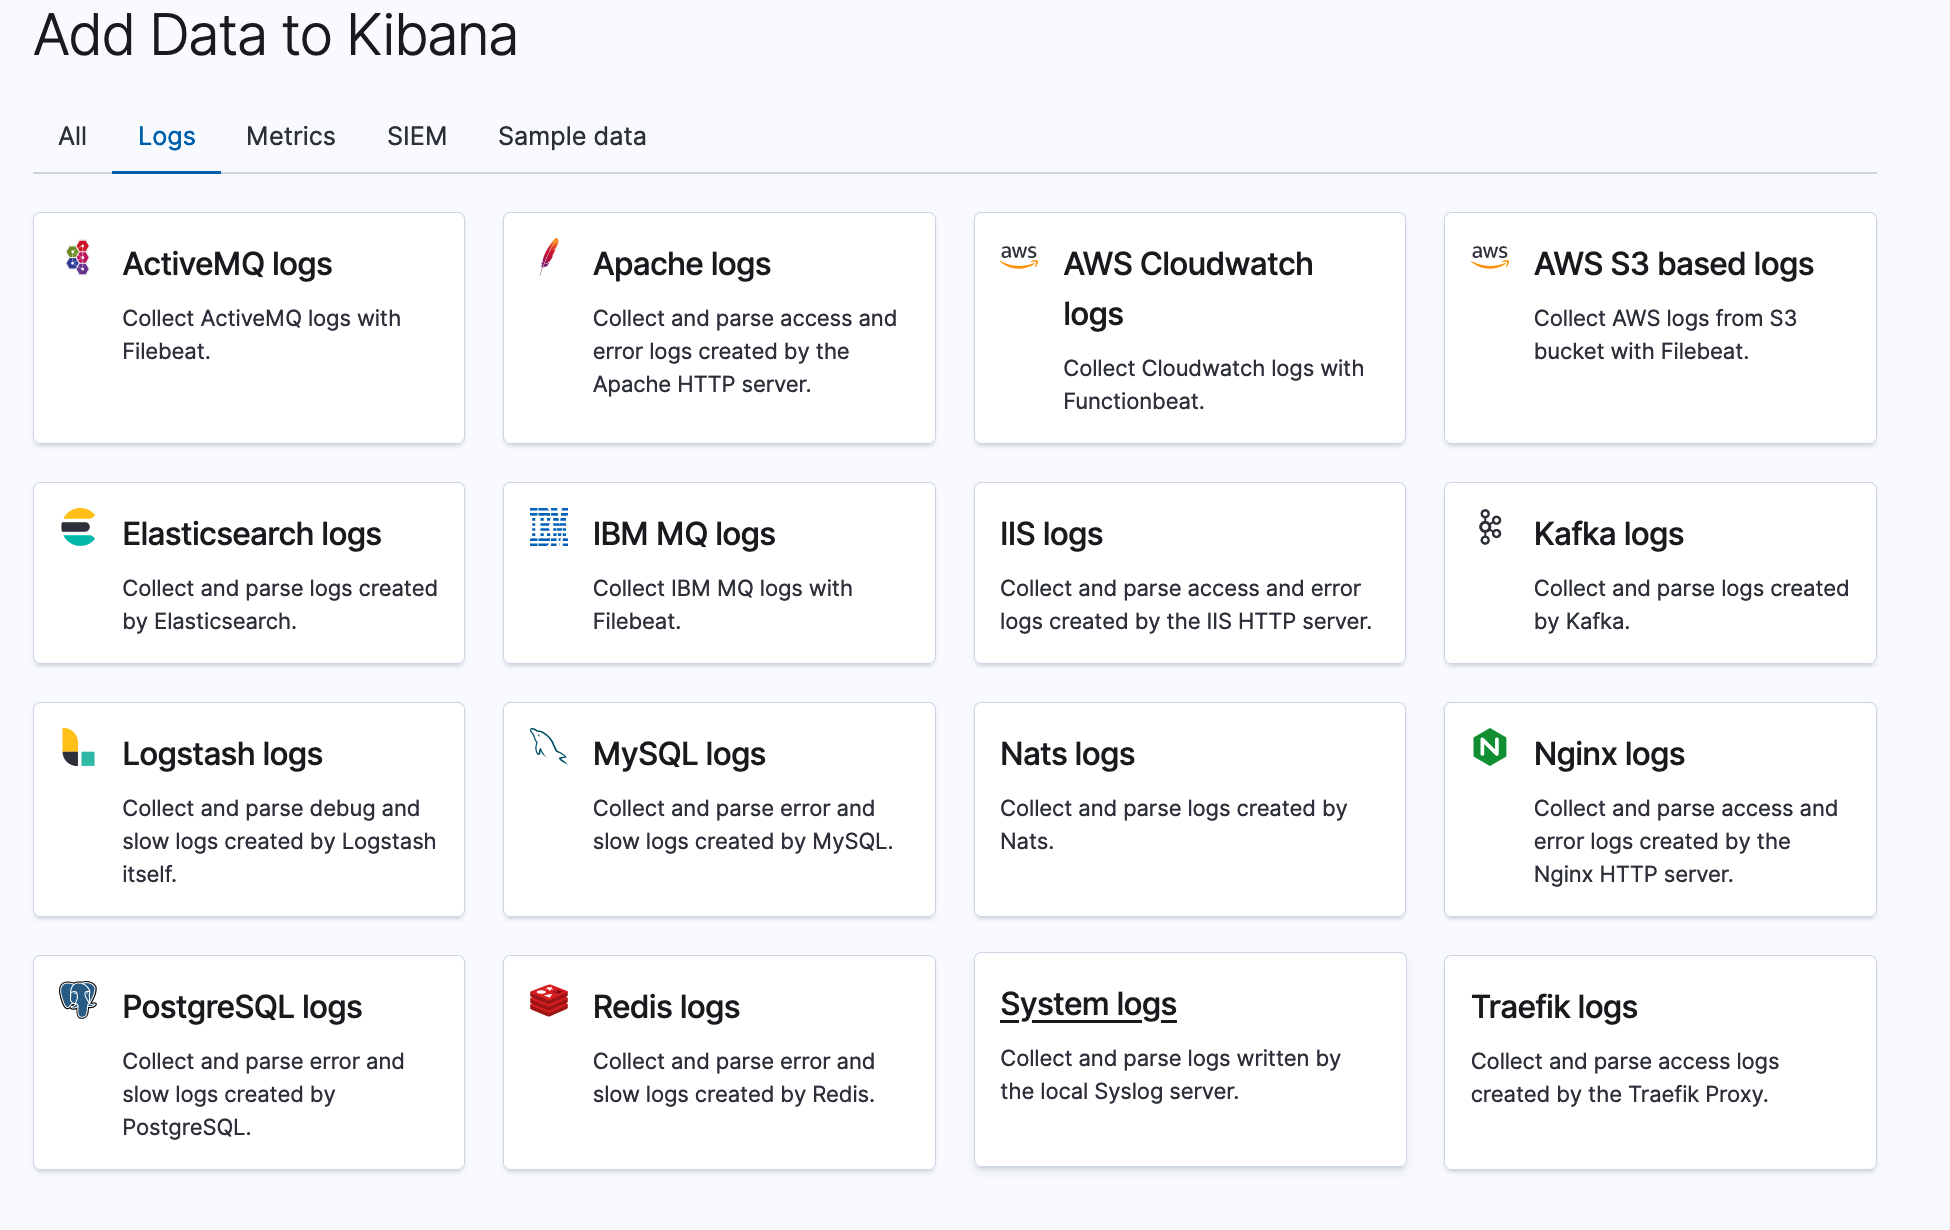 Add Data to Kibana
All
Logs
Metrics
SIEM
Sample data
ActiveMQ logs
Collect ActiveMQ logs with
Filebeat.
Apache logs
Collect and parse access and
error logs created by the
Apache HTTP server.
aws
AWS Cloudwatch
logs
Collect Cloudwatch logs with
Functionbeat.
aws
AWS S3 based logs
Collect AWS logs from S3
bucket with Filebeat.
Elasticsearch logs
Collect and parse logs created
by Elasticsearch.
IBM
IBM MQ logs
Collect IBM MQ logs with
Filebeat.
IIS logs
Collect and parse access and error
logs created by the IIS HTTP server.
Kafka logs
Collect and parse logs created
by Kafka.
Logstash logs
Collect and parse debug and
slow logs created by Logstash
itself.
MySQL logs
Collect and parse error and
slow logs created by MySQL.
Nats logs
Collect and parse logs created by
Nats.
N
Nginx logs
Collect and parse access and
error logs created by the
Nginx HTTP server.
PostgreSQL logs
Collect and parse error and
slow logs created by
PostgreSQL.
Redis logs
Collect and parse error and
slow logs created by Redis.
System logs
Collect and parse logs written by
the local Syslog server.
Traefik logs
Collect and parse access logs
created by the Traefik Proxy.